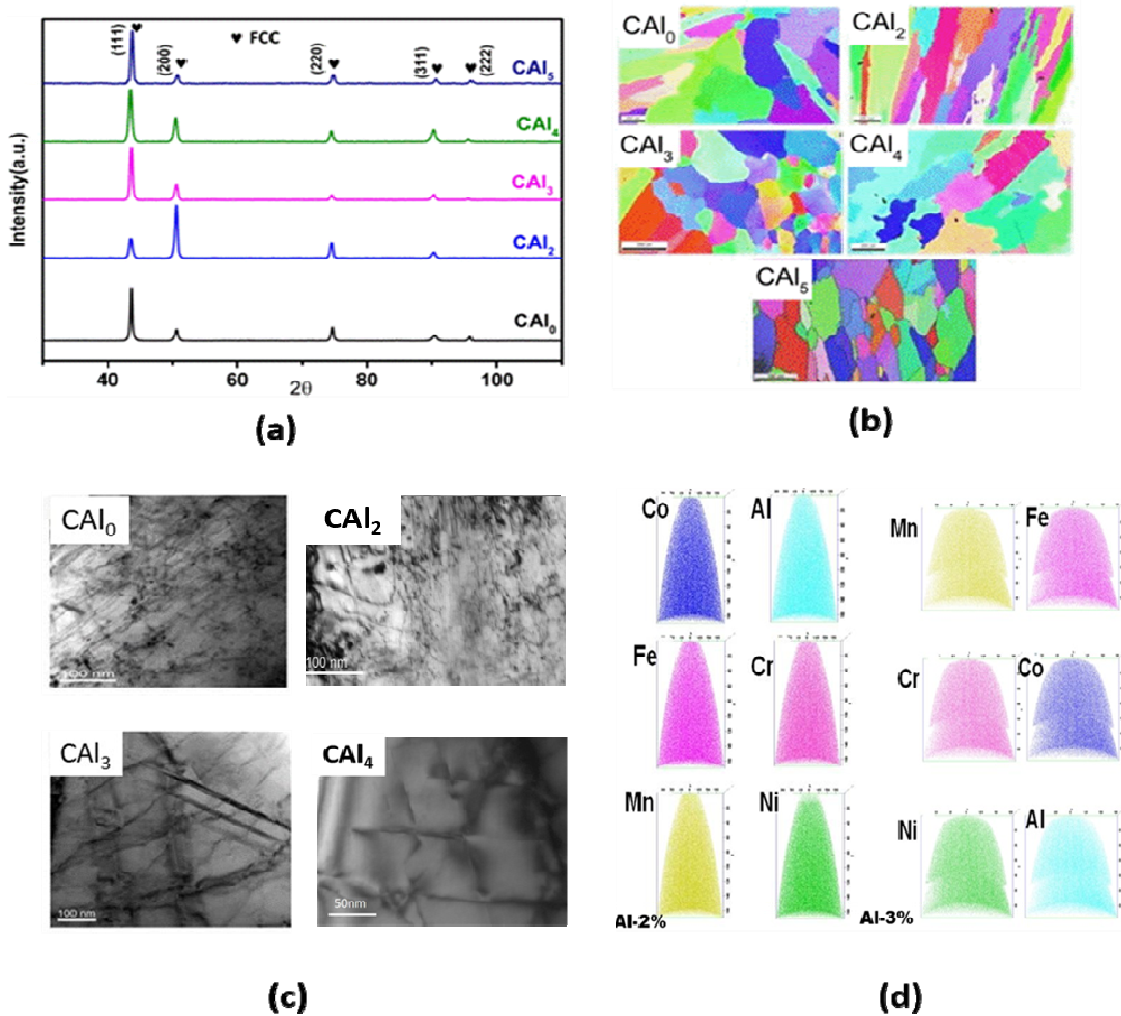 (111)
(200)
♥ FCC
(220)
(311)
(222)
CAl5
CAl4
CAl3
CAl2
CAl0
Intensity(a.u.)
40 60 80 100
2θ
(a)
CAl0 CAl2
CAl3 CAl4
CAl5
(b)
CAl0 CAl2
100 nm 100 nm
CAl3 CAl4
100 nm 50nm
(c)
Co Al Mn Fe
Fe Cr Cr Co
Mn Ni Ni Al
Al-2% Al-3%
(d)